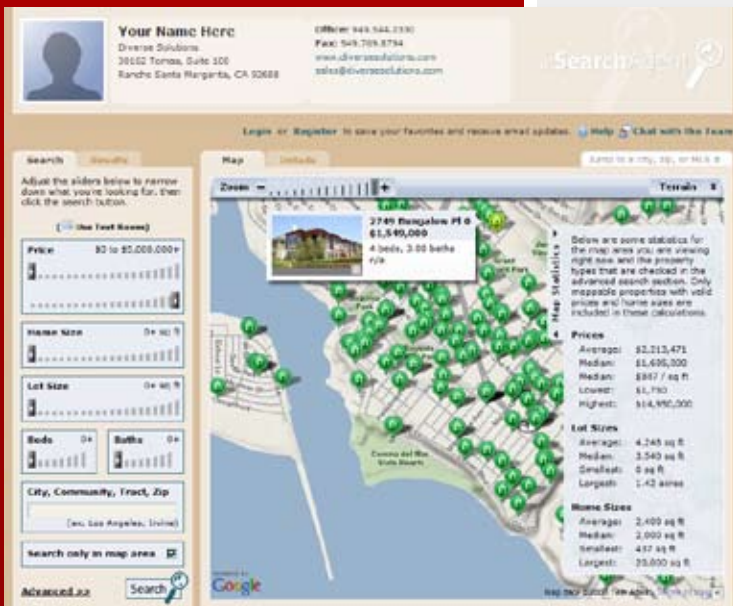 Your Name Here
Diverse Solutions
Rancho Santa Margarita, CA 92688
Office: 949.544.2330
Fax: 949.709.8794
www.diversesolutions.com
sales@diversesolutions.com
Login or Register to save your favorites and receive email updates. Help Chat with the Team
Search Results
Map Details
Jump to a city, zip, or MLS #
Adjust the sliders below to narrow
down what you're looking for, then
click the search button.
Price $0 to $5,000,000+
Home Size 0+ sq ft
Lot Size 0+ sq ft
Beds 0+ Baths 0+
City, Community, Tract, Zip
(ex. Los Angeles, Irvine)
Search only in map area
Advanced >> Search
Zoom - +
Terrain
2749 Bungalow Pl
$1,549,000
4 beds, 3.00 baths
n/a
Corona del Mar
State Beach
Google
Map Statistics
Below are some statistics for
the map area you are viewing
right now and the property
types that are checked in the
advanced search section. Only
mappable properties with valid
prices and home sizes are
included in these calculations.
Prices
Average: $2,213,471
Median: $1,695,000
Median: $847 / sq ft
Lowest: $1,750
Highest: $14,950,000
Lot Sizes
Average: 4,248 sq ft
Median: 3,540 sq ft
Smallest: 0 sq ft
Largest: 1.42 acres
Home Sizes
Average: 2,400 sq ft
Median: 2,000 sq ft
Smallest: 437 sq ft
Largest: 20,000 sq ft